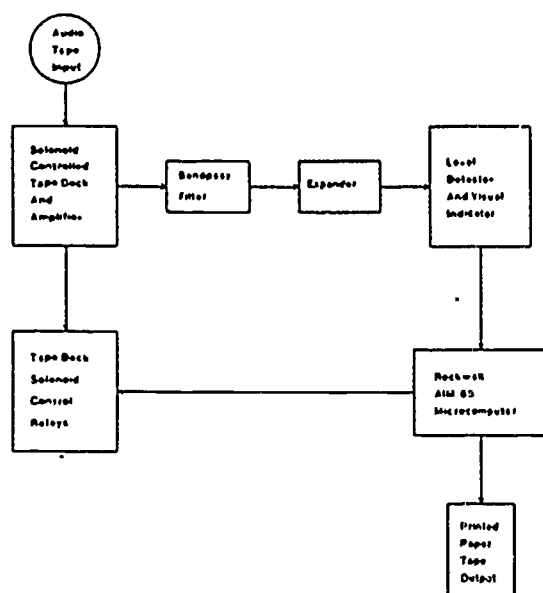 Audio
Tape
Input
Solenoid
Controlled
Tape Deck
And
Amplifier
Bandpass
Filter
Expander
Level
Detector
And Visual
Indicator
Tape Deck
Solenoid
Control
Relays
Rockwell
AIM 65
Microcomputer
Printed
Paper
Tape
Output